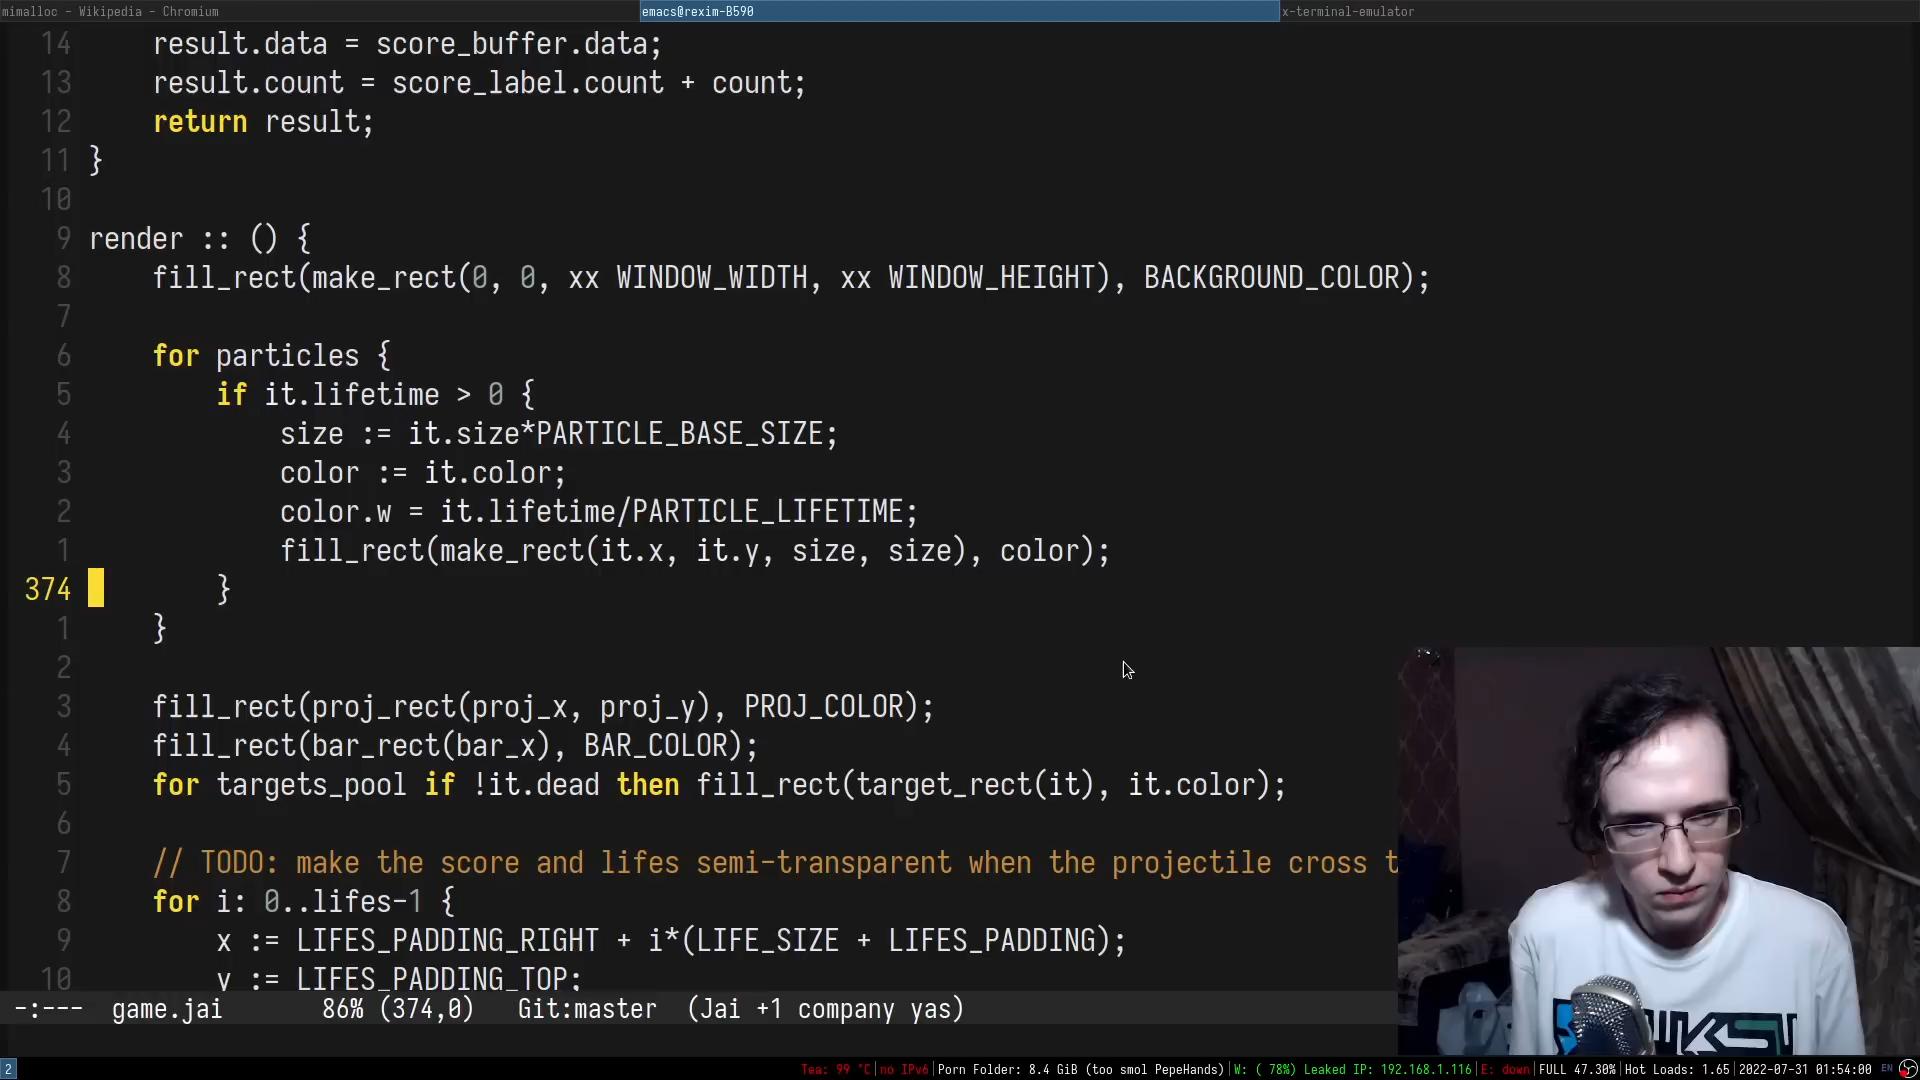 mimalloc - Wikipedia - Chromium
emacs@rexim-B590
x-terminal-emulator
14 result.data = score_buffer.data;
13 result.count = score_label.count + count;
12 return result;
11 }
10
9 render :: () {
8 fill_rect(make_rect(0, 0, xx WINDOW_WIDTH, xx WINDOW_HEIGHT), BACKGROUND_COLOR);
7
6 for particles {
5 if it.lifetime > 0 {
4 size := it.size*PARTICLE_BASE_SIZE;
3 color := it.color;
2 color.w = it.lifetime/PARTICLE_LIFETIME;
1 fill_rect(make_rect(it.x, it.y, size, size), color);
374 }
1 }
2
3 fill_rect(proj_rect(proj_x, proj_y), PROJ_COLOR);
4 fill_rect(bar_rect(bar_x), BAR_COLOR);
5 for targets_pool if !it.dead then fill_rect(target_rect(it), it.color);
6
7 // TODO: make the score and lifes semi-transparent when the projectile cross t
8 for i: 0..lifes-1 {
9 x := LIFES_PADDING_RIGHT + i*(LIFE_SIZE + LIFES_PADDING);
10 y := LIFES_PADDING_TOP;
-:--- game.jai 86% (374,0) Git:master (Jai +1 company yas)
2 Tea: 99 °C|no IPv6|Porn Folder: 8.4 GiB (too smol PepeHands)|W: ( 78%) Leaked IP: 192.168.1.116|E: down|FULL 47.30%|Hot Loads: 1.65|2022-07-31 01:54:00 EN